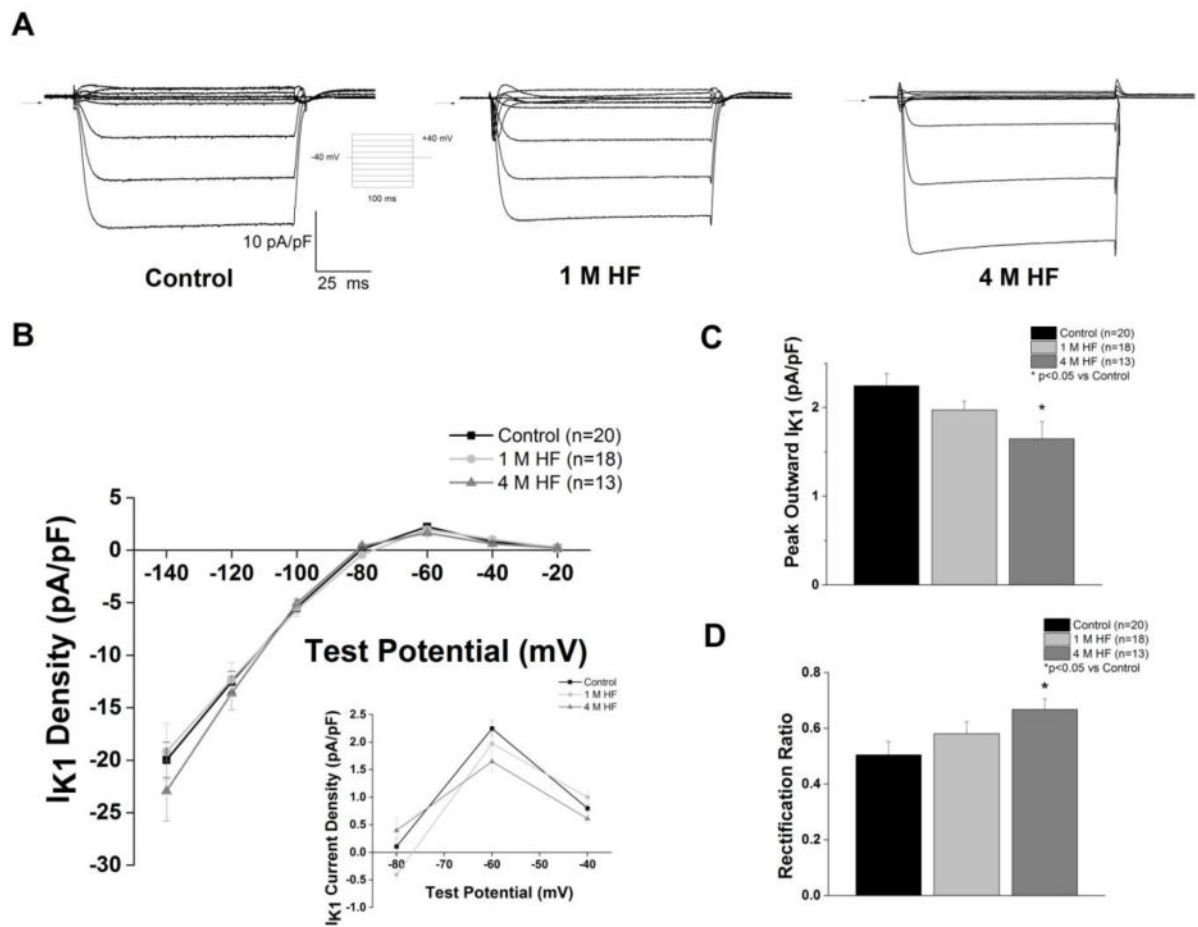 A
-40 mV
+40 mV
100 ms
10 pA/pF
25 ms
Control
1 M HF
4 M HF
B
Control (n=20)
1 M HF (n=18)
4 M HF (n=13)
IK1 Density (pA/pF)
5
0
-5
-10
-15
-20
-25
-30
-140
-120
-100
-80
-60
-40
-20
Test Potential (mV)
Control
1 M HF
4 M HF
IK1 Current Density (pA/pF)
2.5
2.0
1.5
1.0
0.5
0.0
-0.5
-1.0
-80
-70
-60
-50
-40
Test Potential (mV)
C
Control (n=20)
1 M HF (n=18)
4 M HF (n=13)
* p<0.05 vs Control
Peak Outward IK1 (pA/pF)
2
1
0
*
D
Control (n=20)
1 M HF (n=18)
4 M HF (n=13)
*p<0.05 vs Control
Rectification Ratio
0.8
0.6
0.4
0.2
0.0
*